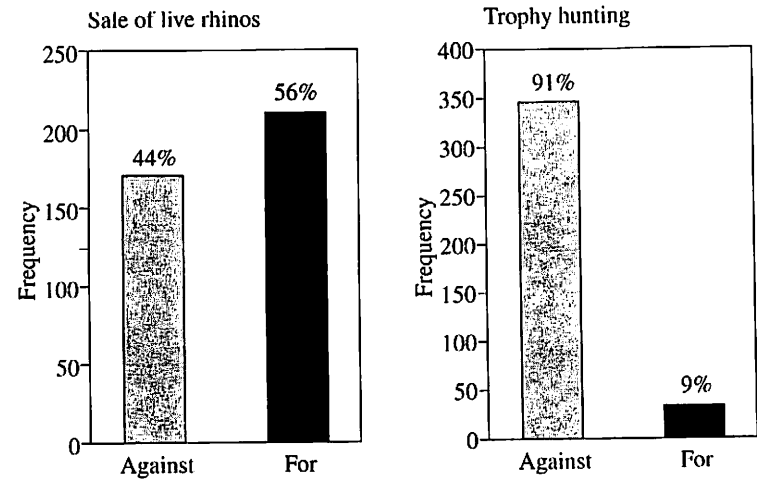 Sale of live rhinos
250
200
150
100
50
0
Frequency
44%
56%
Against
For
Trophy hunting
400
350
300
250
200
150
100
50
0
Frequency
91%
9%
Against
For